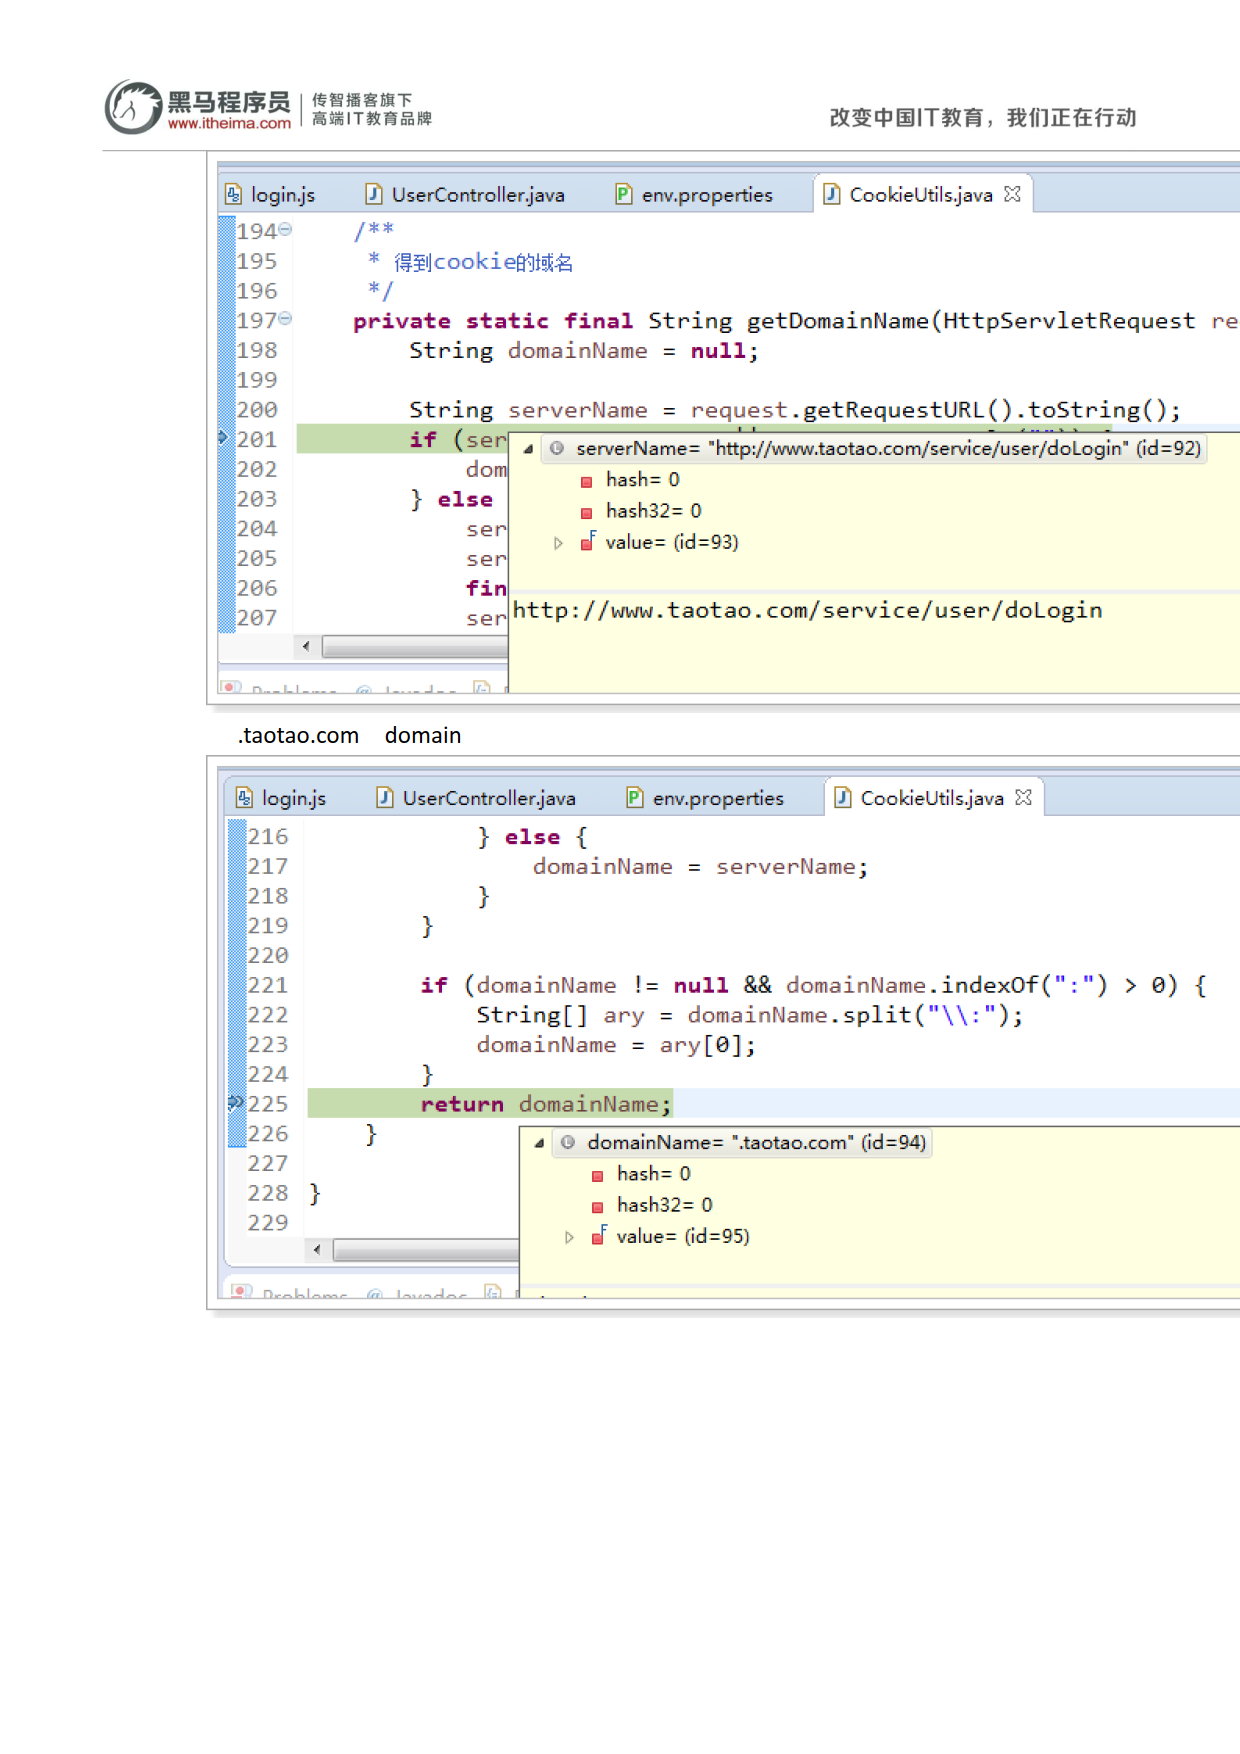 黑马程序员
www.itheima.com
传智播客旗下
高端IT教育品牌
改变中国IT教育，我们正在行动
login.js UserController.java env.properties CookieUtils.java
194 /**
195 * 得到cookie的域名
196 */
197 private static final String getDomainName(HttpServletRequest re
198 String domainName = null;
199
200 String serverName = request.getRequestURL().toString();
201 if (ser
202 dom
203 } else
204 ser
205 ser
206 fin
207 ser
serverName= "http://www.taotao.com/service/user/doLogin" (id=92)
hash= 0
hash32= 0
value= (id=93)
http://www.taotao.com/service/user/doLogin
Problems @ Javadoc
.taotao.com domain
login.js UserController.java env.properties CookieUtils.java
216 } else {
217 domainName = serverName;
218 }
219 }
220
221 if (domainName != null && domainName.indexOf(":") > 0) {
222 String[] ary = domainName.split("\\:");
223 domainName = ary[0];
224 }
225 return domainName;
226 }
227
228 }
229
domainName= ".taotao.com" (id=94)
hash= 0
hash32= 0
value= (id=95)
Problems @ Javadoc